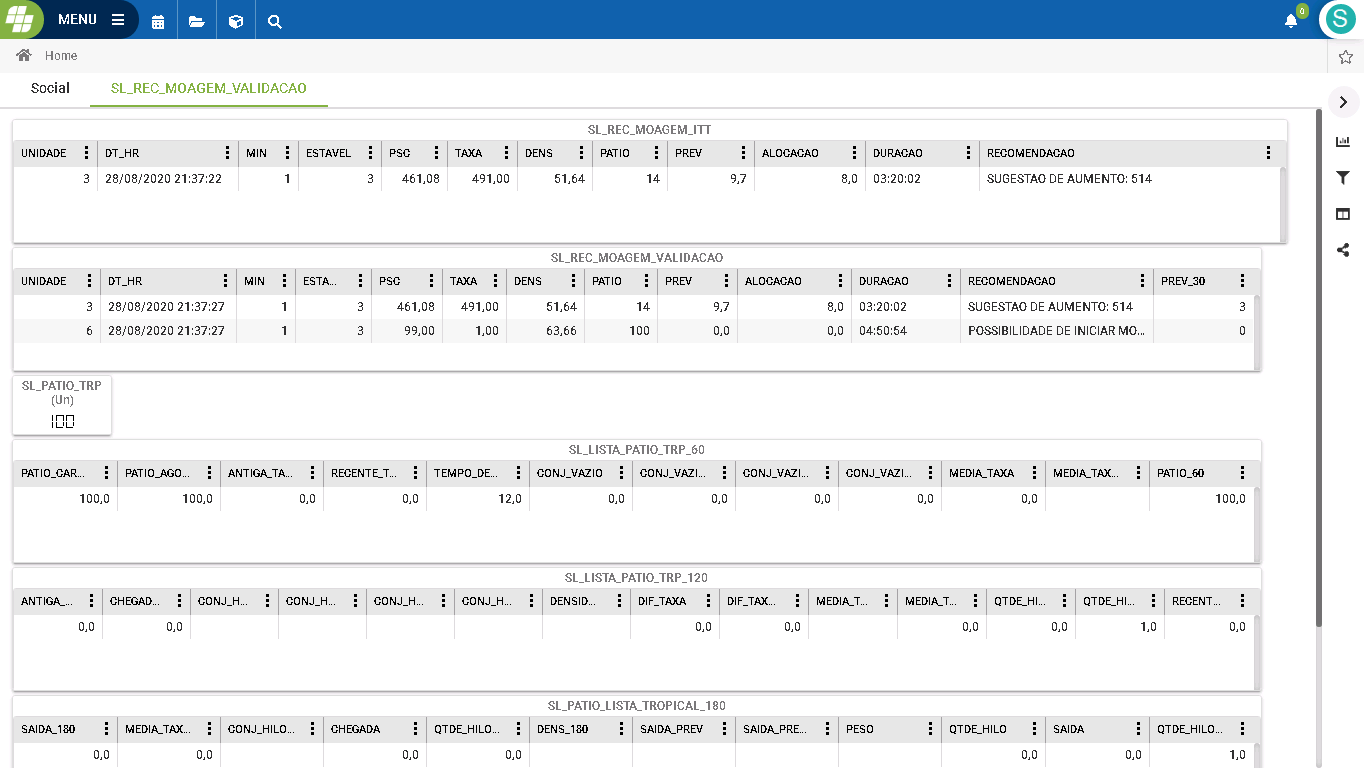 MENU
0
S
Home
Social SL_REC_MOAGEM_VALIDACAO
SL_REC_MOAGEM_ITT
UNIDADE DT_HR MIN ESTAVEL PSC TAXA DENS PATIO PREV ALOCACAO DURACAO RECOMENDACAO
3 28/08/2020 21:37:22 1 3 461,08 491,00 51,64 14 9,7 8,0 03:20:02 SUGESTAO DE AUMENTO: 514
SL_REC_MOAGEM_VALIDACAO
UNIDADE DT_HR MIN ESTA... PSC TAXA DENS PATIO PREV ALOCACAO DURACAO RECOMENDACAO PREV_30
3 28/08/2020 21:37:27 1 3 461,08 491,00 51,64 14 9,7 8,0 03:20:02 SUGESTAO DE AUMENTO: 514 3
6 28/08/2020 21:37:27 1 3 99,00 1,00 63,66 100 0,0 0,0 04:50:54 POSSIBILIDADE DE INICIAR MO... 0
SL_PATIO_TRP
(Un)
100
SL_LISTA_PATIO_TRP_60
PATIO_CAR... PATIO_AGO... ANTIGA_TA... RECENTE_T... TEMPO_DE... CONJ_VAZIO CONJ_VAZI... CONJ_VAZI... CONJ_VAZI... MEDIA_TAXA MEDIA_TAX... PATIO_60
100,0 100,0 0,0 0,0 12,0 0,0 0,0 0,0 0,0 0,0 100,0
SL_LISTA_PATIO_TRP_120
ANTIGA_... CHEGAD... CONJ_H... CONJ_H... CONJ_H... CONJ_H... DENSID... DIF_TAXA DIF_TAX... MEDIA_T... MEDIA_T... QTDE_HI... QTDE_HI... RECENT...
0,0 0,0 0,0 0,0 0,0 0,0 1,0 0,0
SL_PATIO_LISTA_TROPICAL_180
SAIDA_180 MEDIA_TAX... CONJ_HILO... CHEGADA QTDE_HILO... DENS_180 SAIDA_PREV SAIDA_PRE... PESO QTDE_HILO SAIDA QTDE_HILO...
0,0 0,0 0,0 0,0 0,0 0,0 1,0